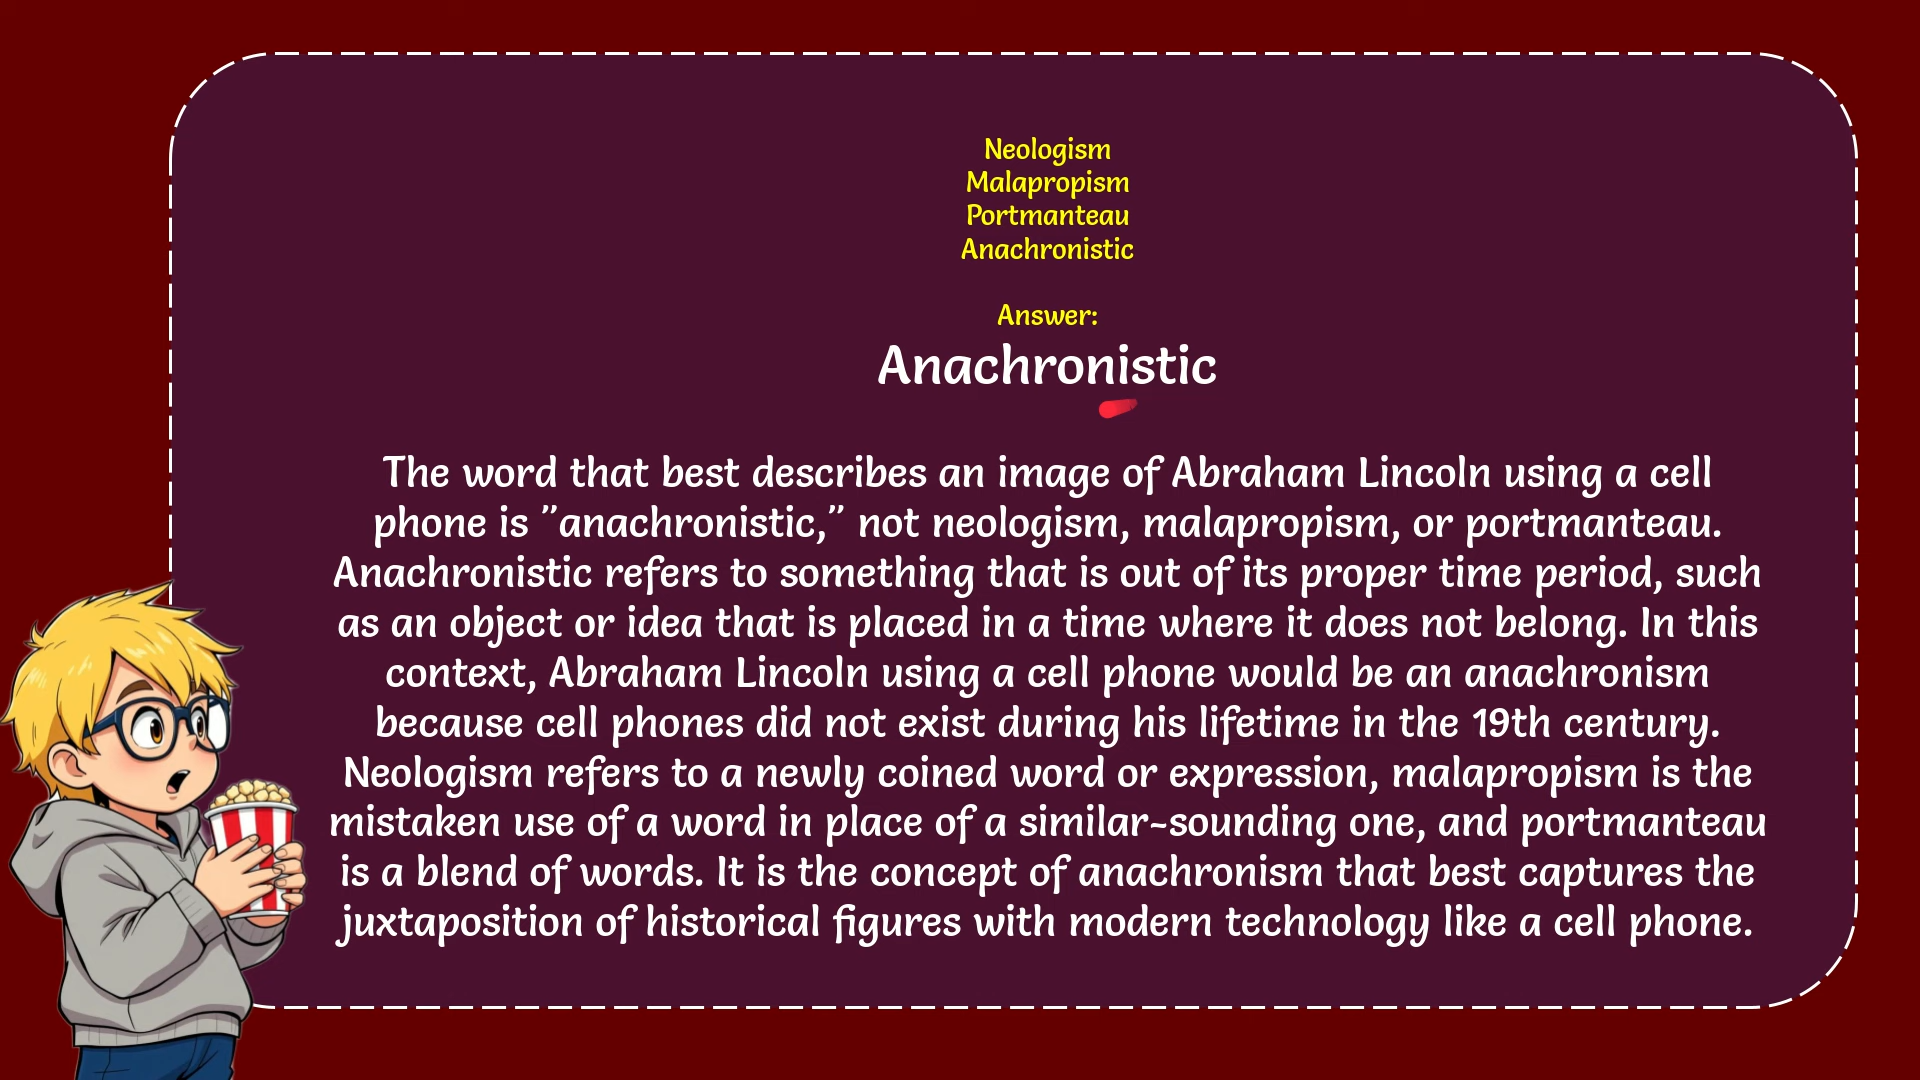 Neologism
Malapropism
Portmanteau
Anachronistic
Answer:
Anachronistic
The word that best describes an image of Abraham Lincoln using a cell
phone is "anachronistic," not neologism, malapropism, or portmanteau.
Anachronistic refers to something that is out of its proper time period, such
as an object or idea that is placed in a time where it does not belong. In this
context, Abraham Lincoln using a cell phone would be an anachronism
because cell phones did not exist during his lifetime in the 19th century.
Neologism refers to a newly coined word or expression, malapropism is the
mistaken use of a word in place of a similar-sounding one, and portmanteau
is a blend of words. It is the concept of anachronism that best captures the
juxtaposition of historical figures with modern technology like a cell phone.